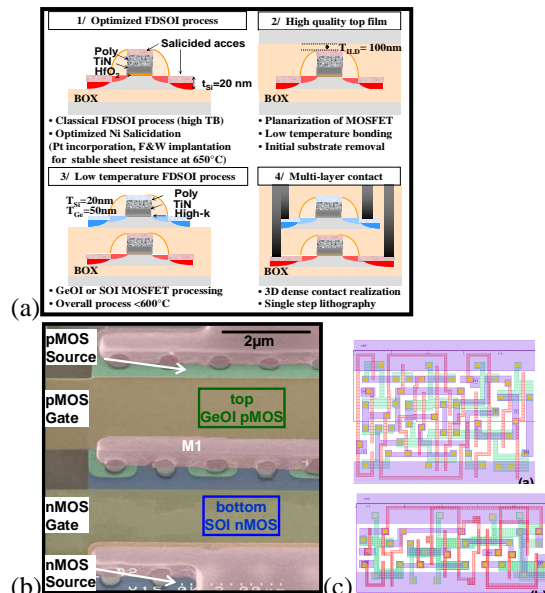 1/ Optimized FDSOI process
Salicided acces
Poly
TiN
HfO2
tSi=20 nm
BOX
• Classical FDSOI process (high TB)
• Optimized Ni Salicidation
(Pt incorporation, F&W implantation
for stable sheet resistance at 650°C)
2/ High quality top film
TILD= 100nm
BOX
• Planarization of MOSFET
• Low temperature bonding
• Initial substrate removal
3/ Low temperature FDSOI process
TSi=20nm
TGe=50nm
Poly
TiN
High-k
BOX
• GeOI or SOI MOSFET processing
• Overall process <600°C
4/ Multi-layer contact
BOX
• 3D dense contact realization
• Single step lithography
(a)
pMOS
Source
2µm
pMOS
Gate
top
GeOI pMOS
M1
nMOS
Gate
bottom
SOI nMOS
nMOS
Source
(b)
(a)
(c)